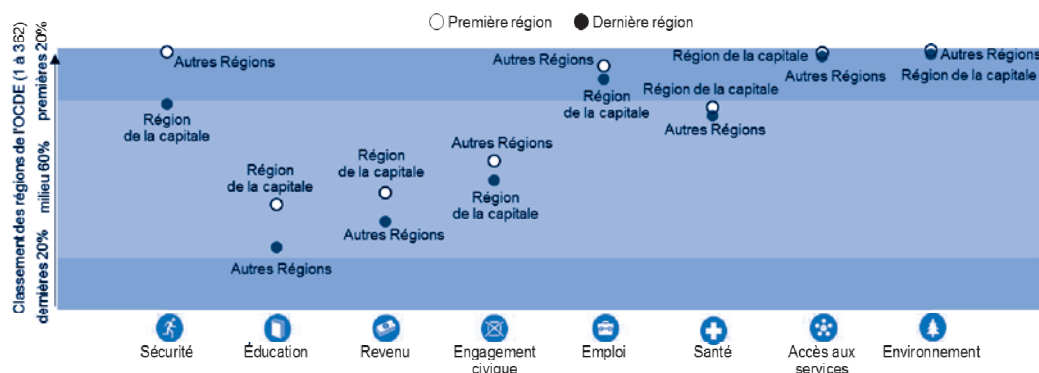 Première région
Dernière région
Classement des régions de l'OCDE (1 à 362)
dernières 20% milieu 60% premières 20%
Autres Régions
Région
de la capitale
Région
de la capitale
Autres Régions
Région
de la capitale
Autres Régions
Autres Régions
Région
de la capitale
Autres Régions
Région
de la capitale
Région de la capitale
Autres Régions
Région de la capitale
Autres Régions
Autres Régions
Région de la capitale
Sécurité
Éducation
Revenu
Engagement
civique
Emploi
Santé
Accès aux
services
Environnement